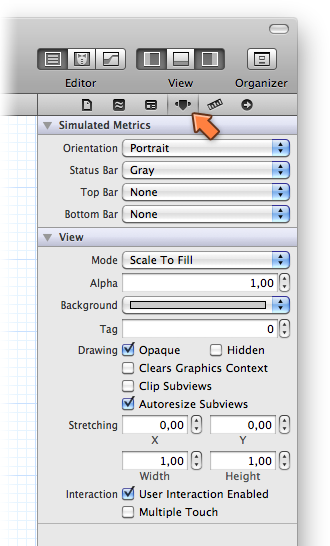 Editor View Organizer
Simulated Metrics
Orientation Portrait
Status Bar Gray
Top Bar None
Bottom Bar None
View
Mode Scale To Fill
Alpha 1,00
Background
Tag 0
Drawing Opaque Hidden
Clears Graphics Context
Clip Subviews
Autoresize Subviews
Stretching 0,00 0,00
X Y
1,00 1,00
Width Height
Interaction User Interaction Enabled
Multiple Touch